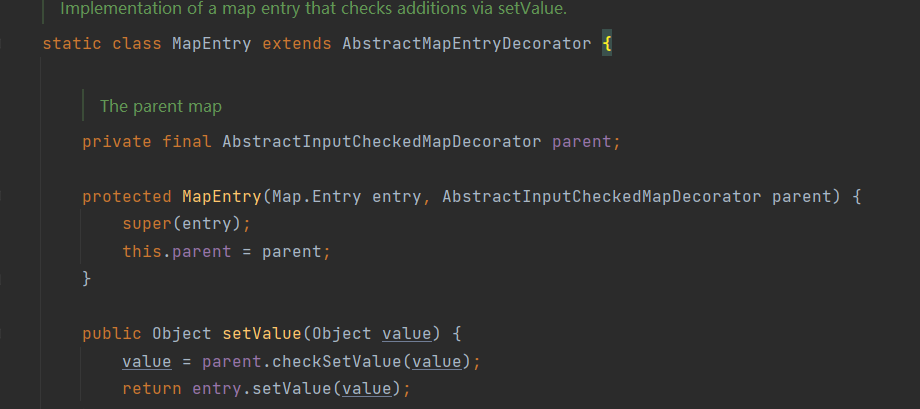 Implementation of a map entry that checks additions via setValue.
static class MapEntry extends AbstractMapEntryDecorator {
The parent map
private final AbstractInputCheckedMapDecorator parent;
protected MapEntry(Map.Entry entry, AbstractInputCheckedMapDecorator parent) {
super(entry);
this.parent = parent;
}
public Object setValue(Object value) {
value = parent.checkSetValue(value);
return entry.setValue(value);